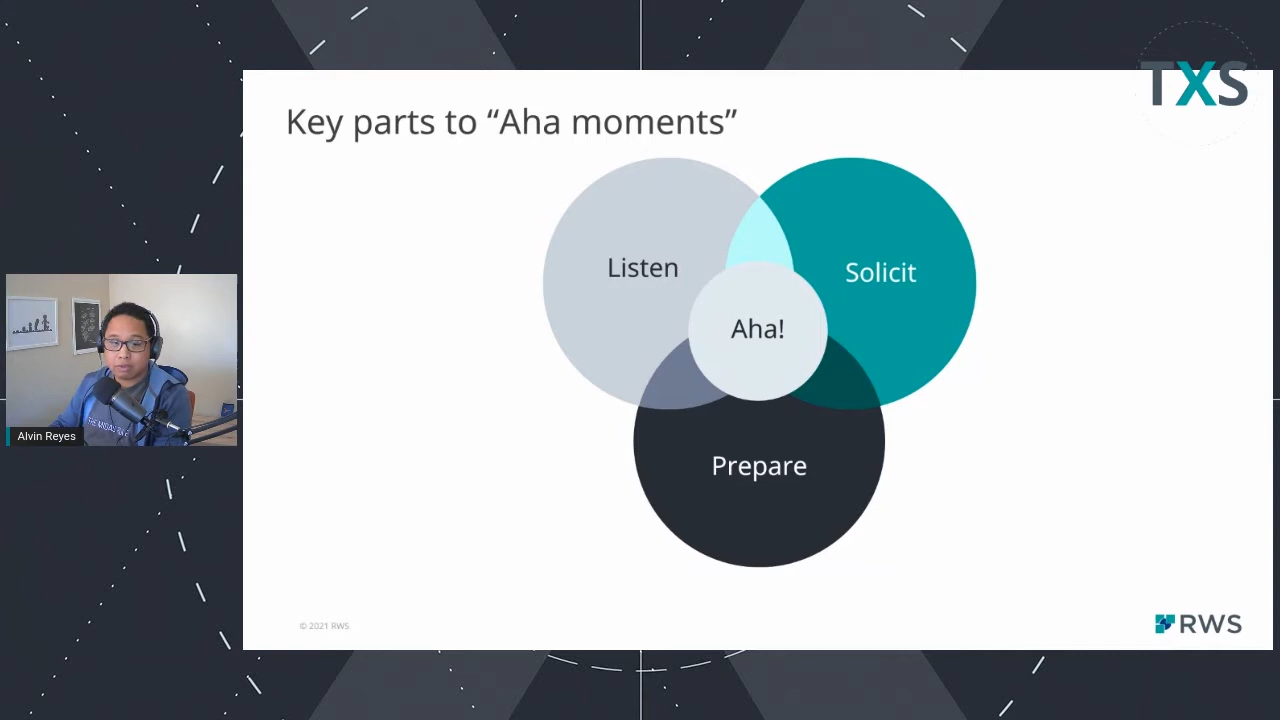 TXS
Key parts to “Aha moments”
Listen
Solicit
Aha!
Prepare
Alvin Reyes
© 2021 RWS
RWS